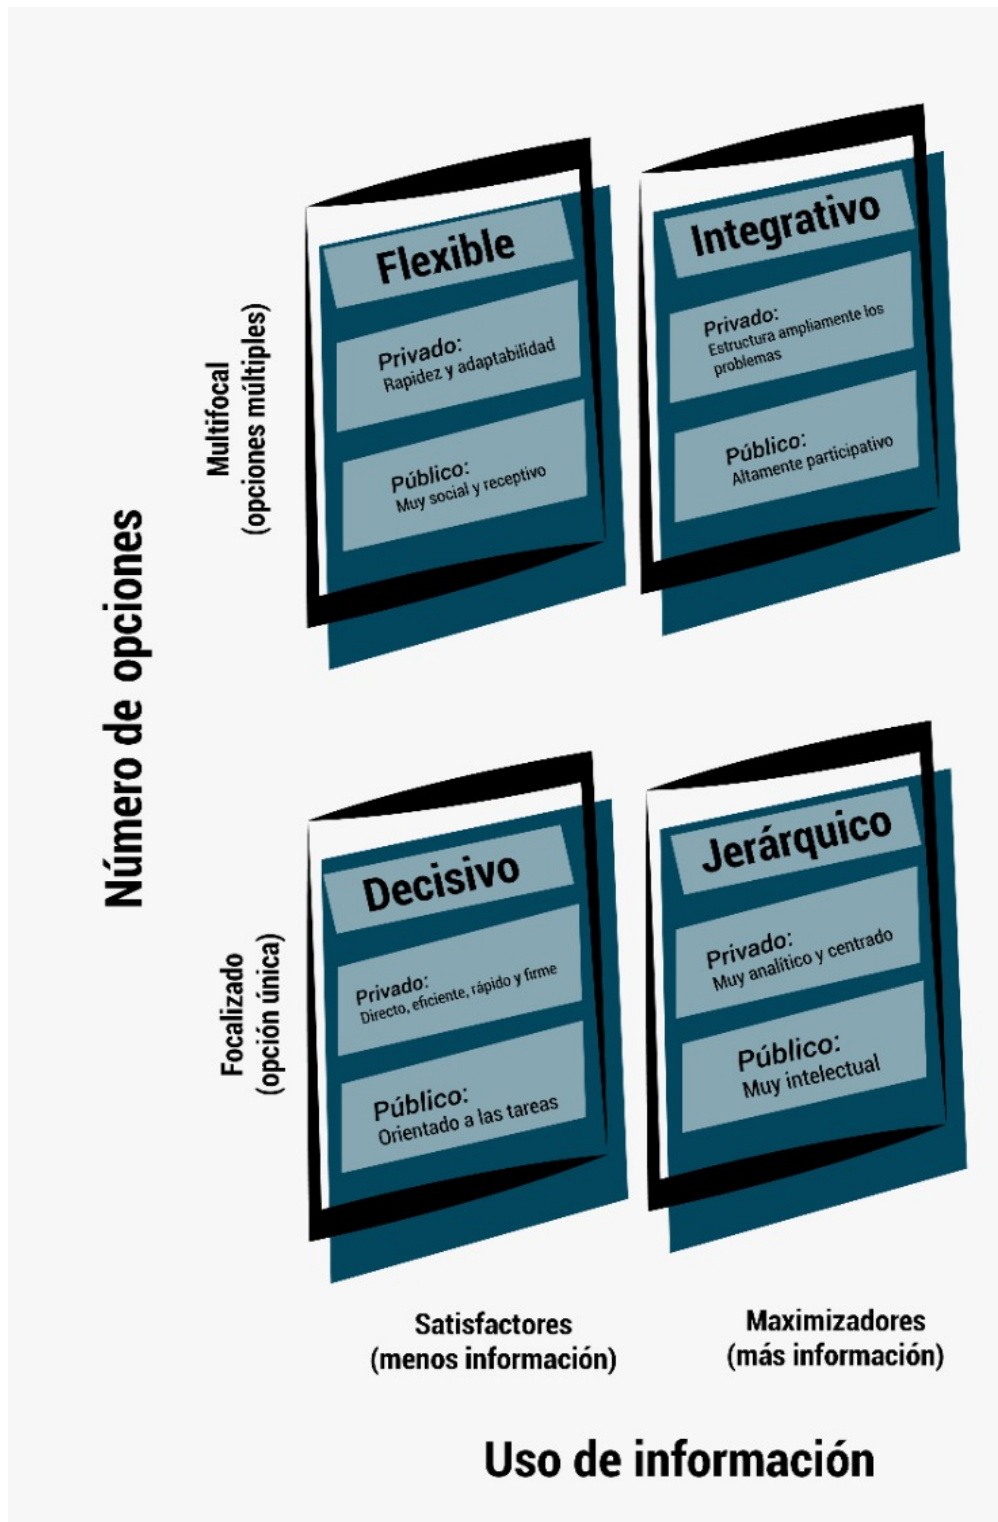 Número de opciones
Multifocal
(opciones múltiples)
Flexible
Privado:
Rapidez y adaptabilidad
Público:
Muy social y receptivo
Integrativo
Privado:
Estructura ampliamente los
problemas
Público:
Altamente participativo
Focalizado
(opción única)
Decisivo
Privado:
Directo, eficiente, rápido y firme
Público:
Orientado a las tareas
Jerárquico
Privado:
Muy analítico y centrado
Público:
Muy intelectual
Satisfactores
(menos información)
Maximizadores
(más información)
Uso de información